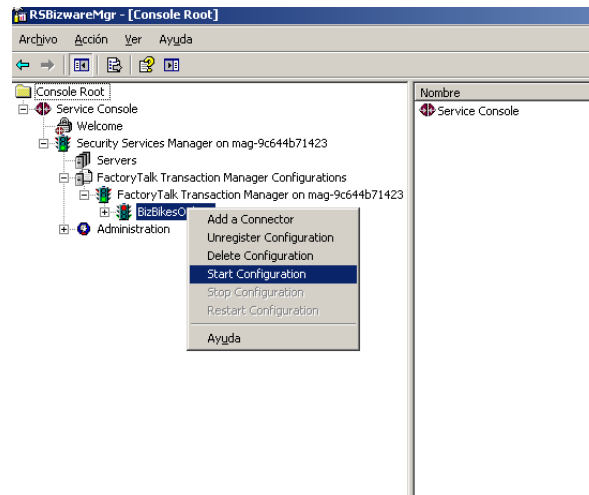 RSBizwareMgr - [Console Root]
Archivo Acción Ver Ayuda
Console Root
Nombre
Service Console
Service Console
Welcome
Security Services Manager on mag-9c644b71423
Servers
FactoryTalk Transaction Manager Configurations
FactoryTalk Transaction Manager on mag-9c644b71423
BizBikesO
Administration
Add a Connector
Unregister Configuration
Delete Configuration
Start Configuration
Stop Configuration
Restart Configuration
Ayuda